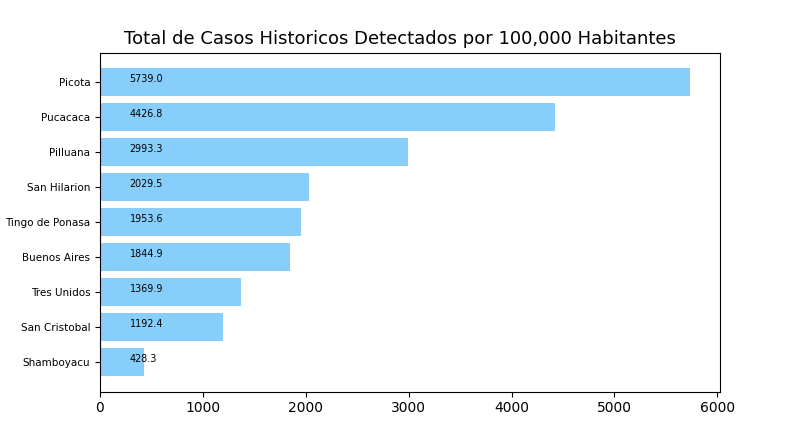 Total de Casos Historicos Detectados por 100,000 Habitantes
Picota 5739.0
Pucacaca 4426.8
Pilluana 2993.3
San Hilarion 2029.5
Tingo de Ponasa 1953.6
Buenos Aires 1844.9
Tres Unidos 1369.9
San Cristobal 1192.4
Shamboyacu 428.3
0 1000 2000 3000 4000 5000 6000